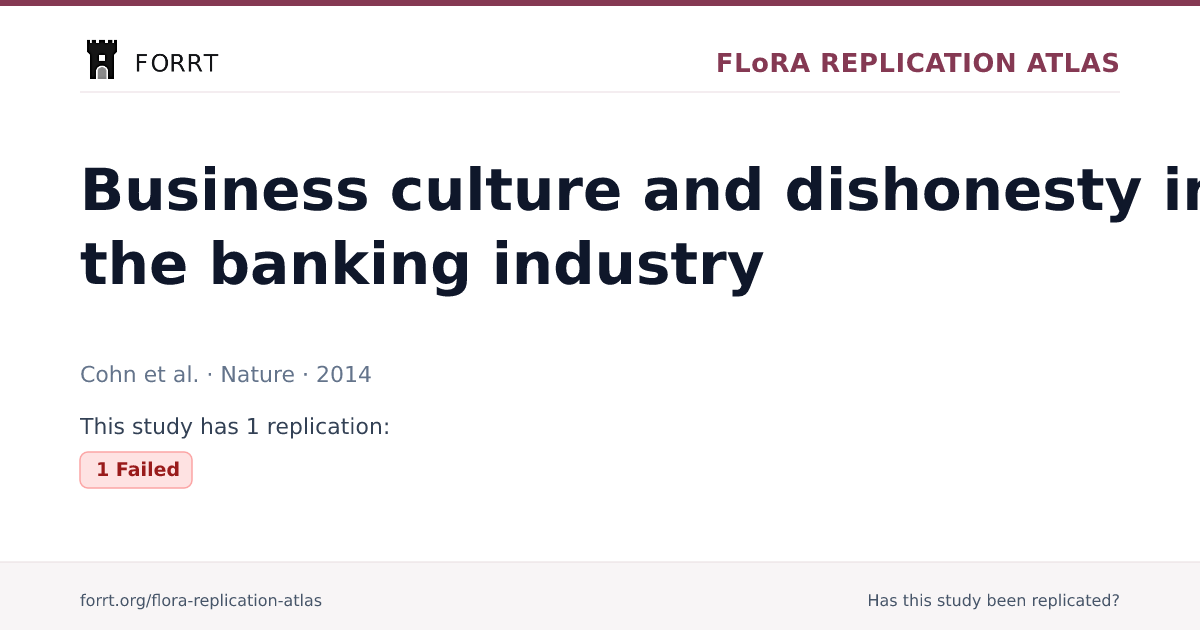 FORRT
FLoRA REPLICATION ATLAS
Business culture and dishonesty in
the banking industry
Cohn et al. · Nature · 2014
This study has 1 replication:
1 Failed
forrt.org/flora-replication-atlas
Has this study been replicated?